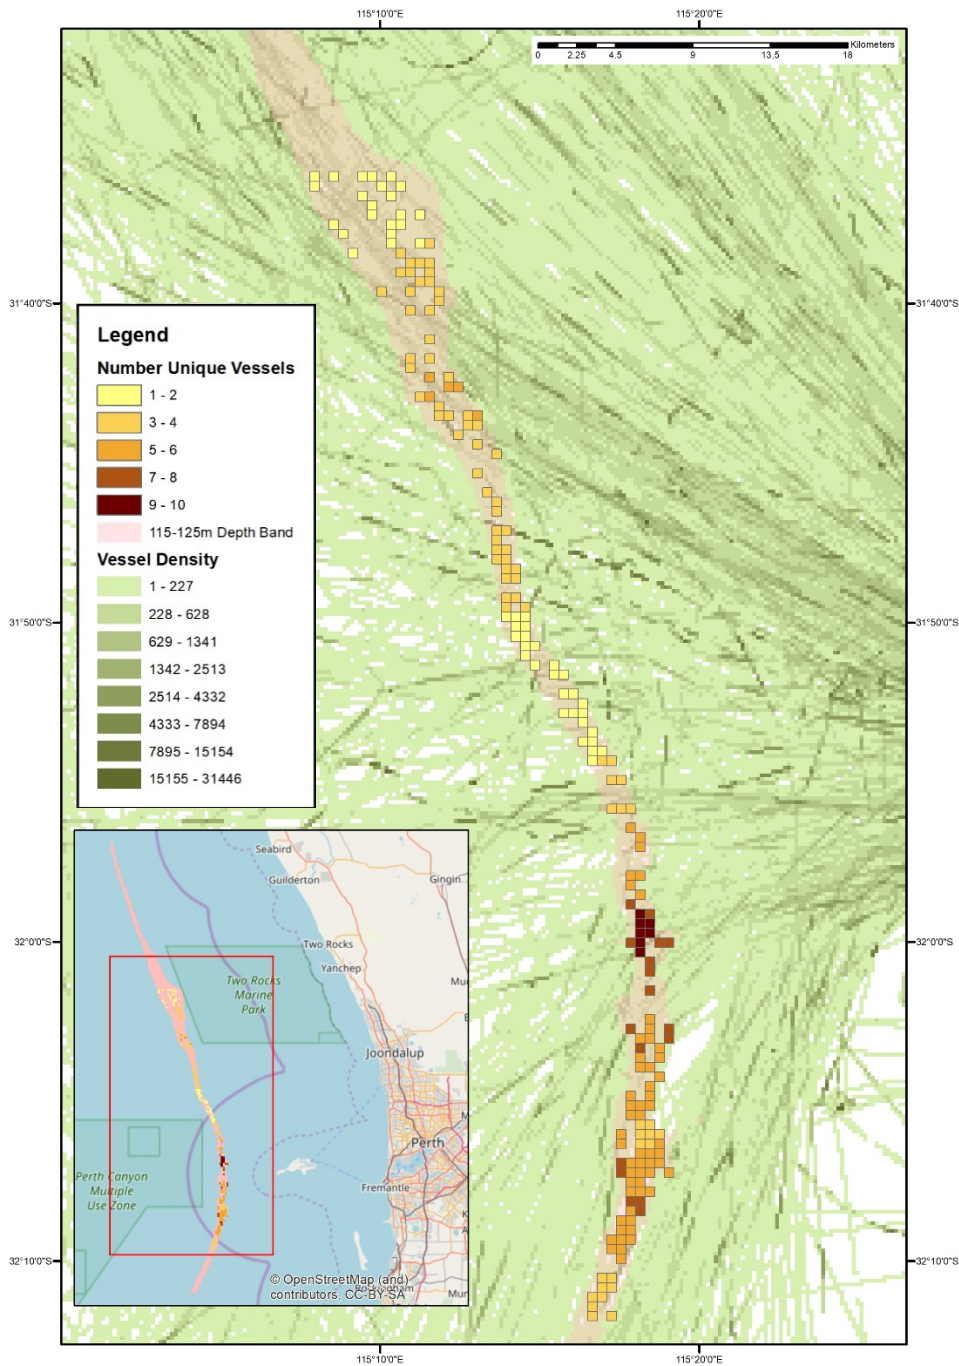 115°10'0"E
115°20'0"E
Kilometers
0 2.25 4.5 9 13.5 18
31°40'0"S
31°40'0"S
Legend
Number Unique Vessels
1 - 2
3 - 4
5 - 6
7 - 8
9 - 10
115-125m Depth Band
Vessel Density
1 - 227
228 - 628
629 - 1341
1342 - 2513
2514 - 4332
4333 - 7894
7895 - 15154
15155 - 31446
31°50'0"S
31°50'0"S
Seabird
Guilderton
Gingin
Two Rocks
Yanchep
Two Rocks
Marine
Park
Joondalup
Perth
Perth Canyon
Multiple
Use Zone
Fremantle
Rockingham
© OpenStreetMap (and)
contributors, CC-BY-SA
32°0'0"S
32°0'0"S
32°10'0"S
32°10'0"S
115°10'0"E
115°20'0"E